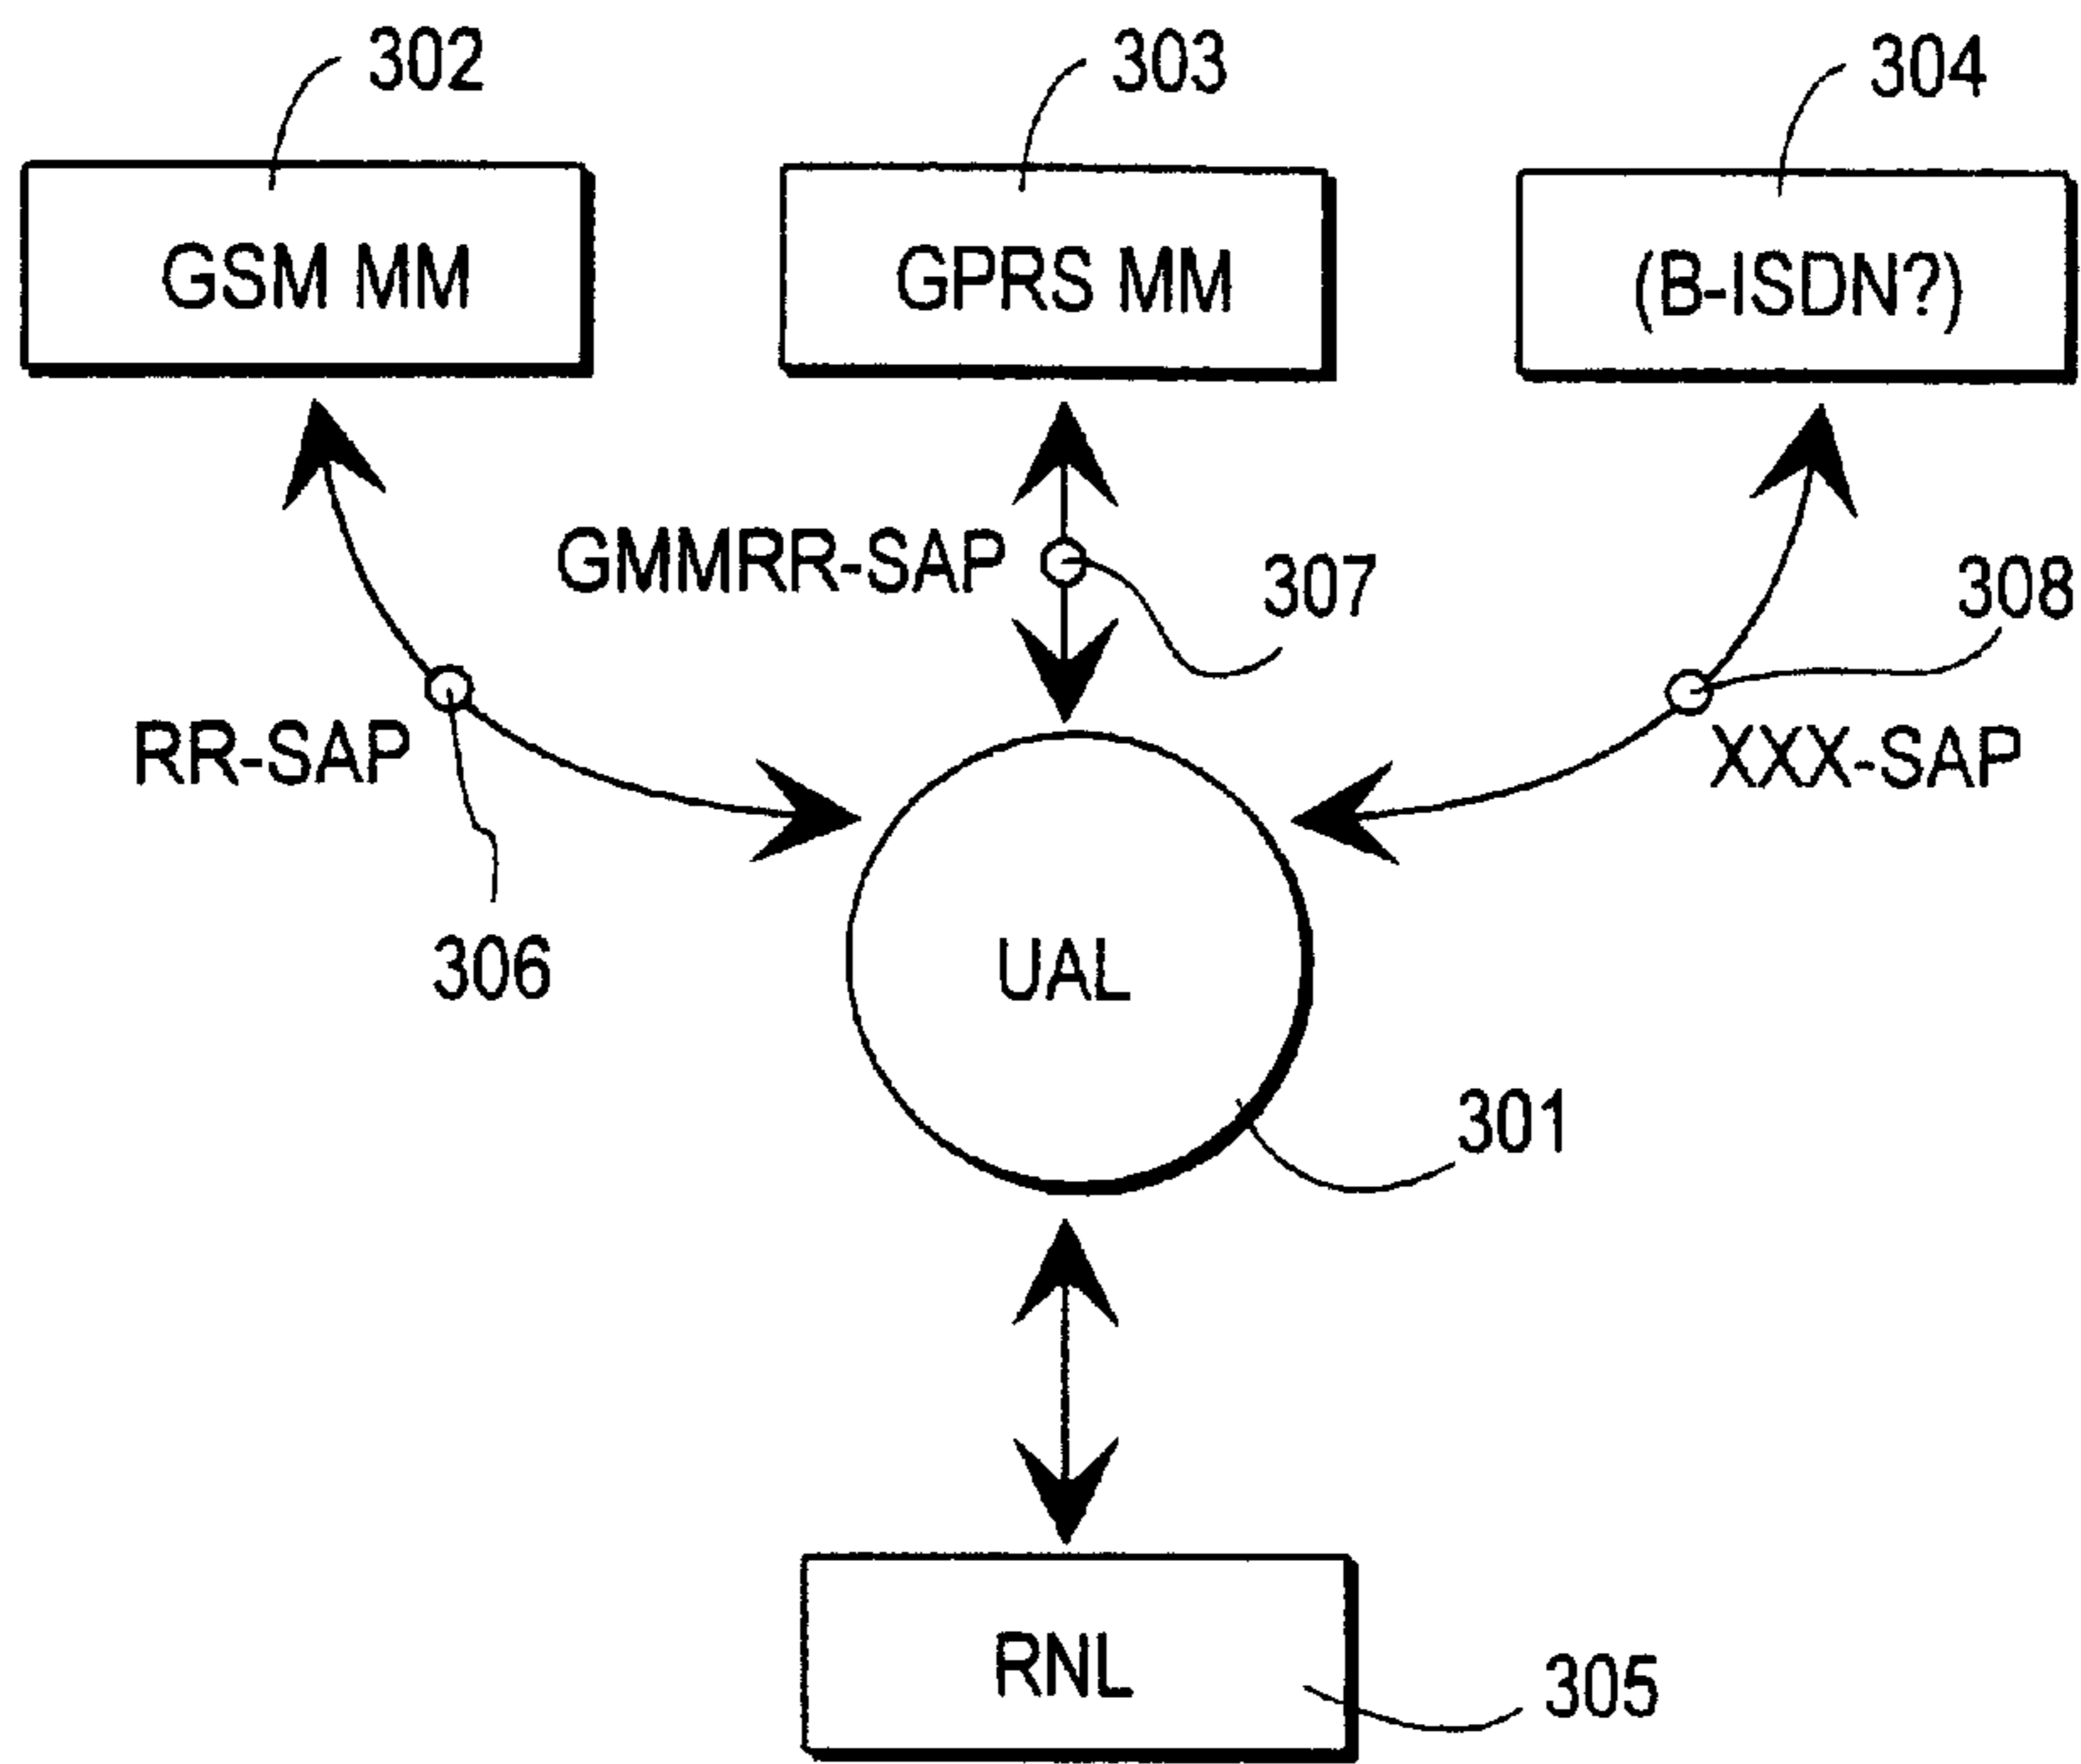 302
303
304
GSM MM
GPRS MM
(B-ISDN?)
GMMRR-SAP
307
308
RR-SAP
XXX-SAP
306
UAL
301
RNL
305